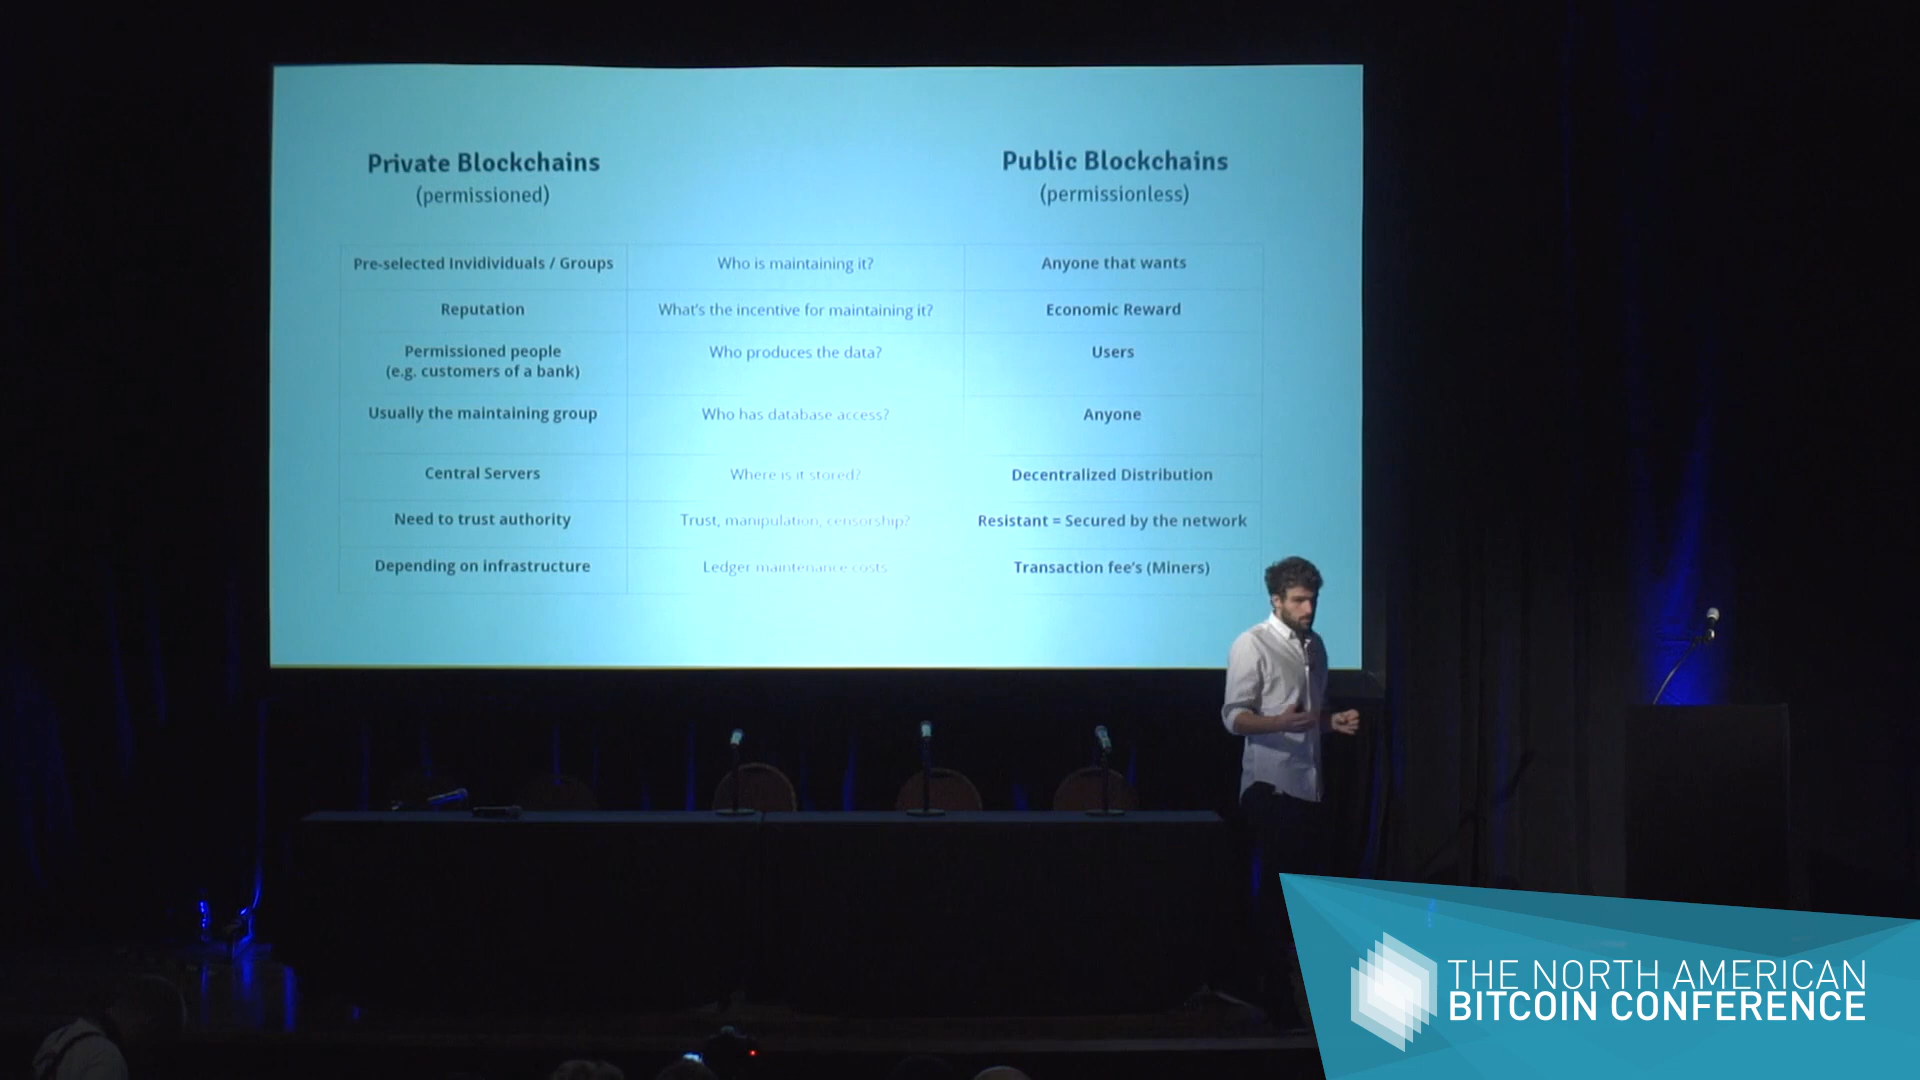 Private Blockchains
(permissioned)
Public Blockchains
(permissionless)
Pre-selected Invidividuals / Groups
Who is maintaining it?
Anyone that wants
Reputation
What's the incentive for maintaining it?
Economic Reward
Permissioned people
(e.g. customers of a bank)
Who produces the data?
Users
Usually the maintaining group
Who has database access?
Anyone
Central Servers
Where is it stored?
Decentralized Distribution
Need to trust authority
Trust, manipulation, censorship?
Resistant = Secured by the network
Depending on infrastructure
Ledger maintenance costs
Transaction fee's (Miners)
THE NORTH AMERICAN
BITCOIN CONFERENCE